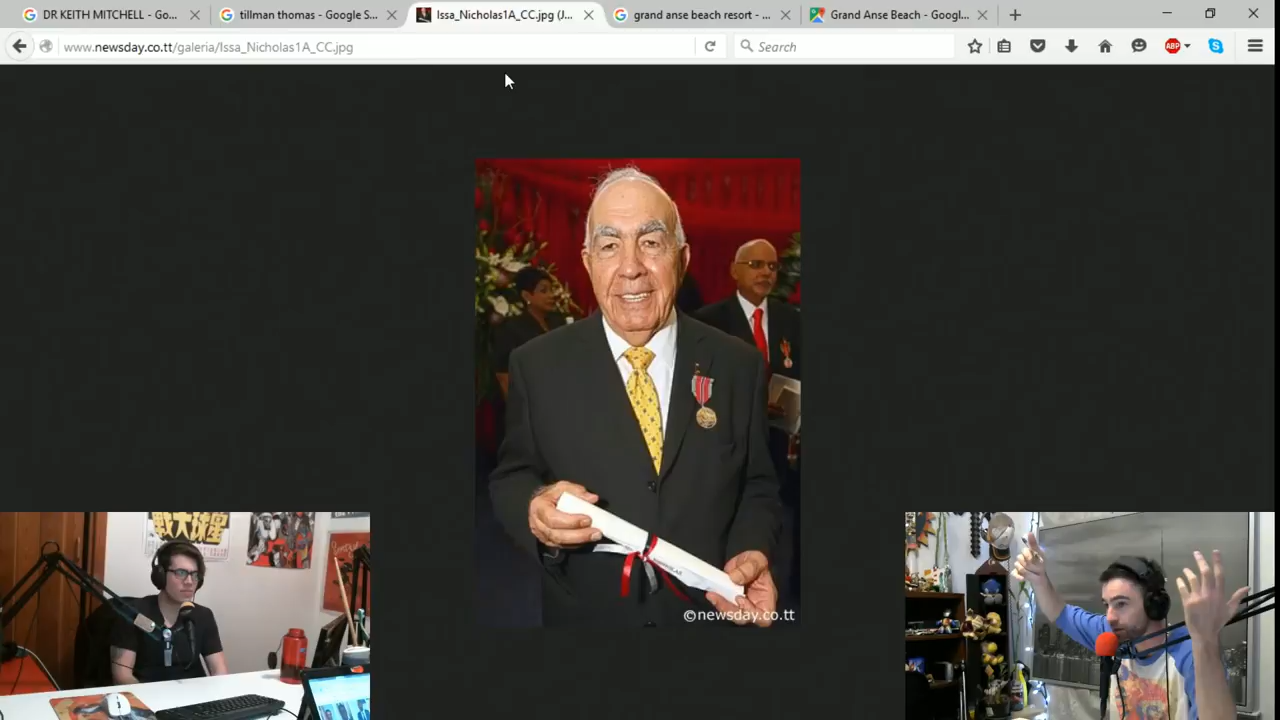 DR KEITH MITCHELL - Go...
tillman thomas - Google S...
Issa_Nicholas1A_CC.jpg (J...
grand anse beach resort - ...
Grand Anse Beach - Googl...
www.newsday.co.tt/galeria/Issa_Nicholas1A_CC.jpg
Search
ABP
©newsday.co.tt